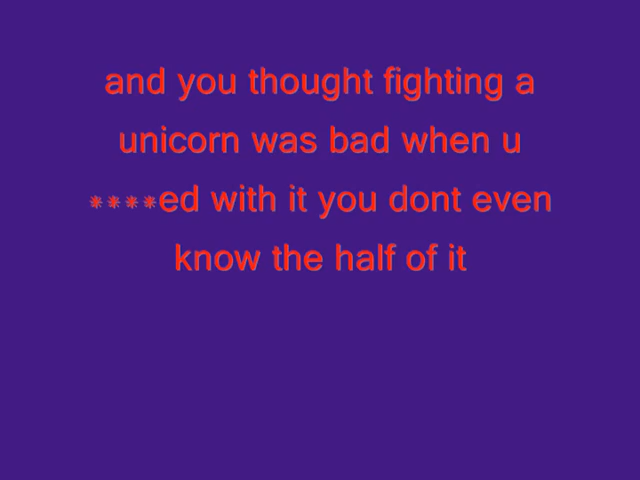 and you thought fighting a
unicorn was bad when u
****ed with it you dont even
know the half of it